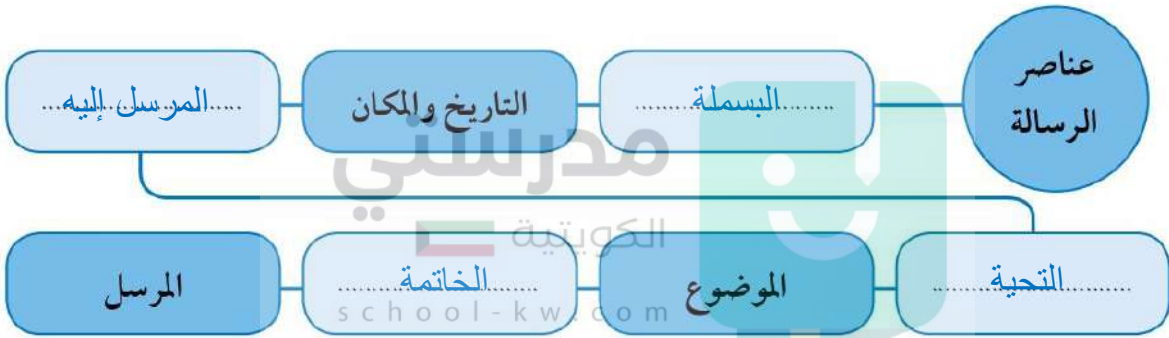 عناصر
الرسالة
البسملة
التاريخ والمكان
المرسل إليه
مدرستي
الكويتية
school-kw.com
التحية
الموضوع
الخاتمة
المرسل